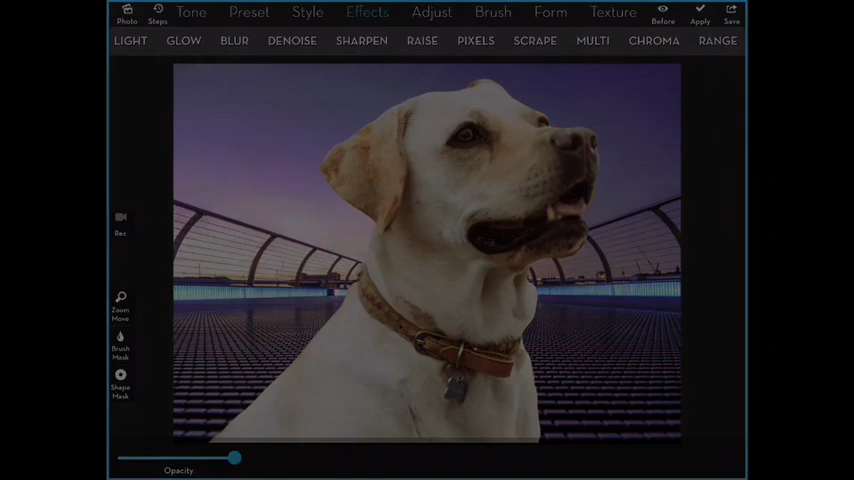 Photo Steps Tone Preset Style Effects Adjust Brush Form Texture Before Apply Save
LIGHT GLOW BLUR DENOISE SHARPEN RAISE PIXELS SCRAPE MULTI CHROMA RANGE
Rec
Zoom
Move
Brush
Mask
Shape
Mask
Opacity